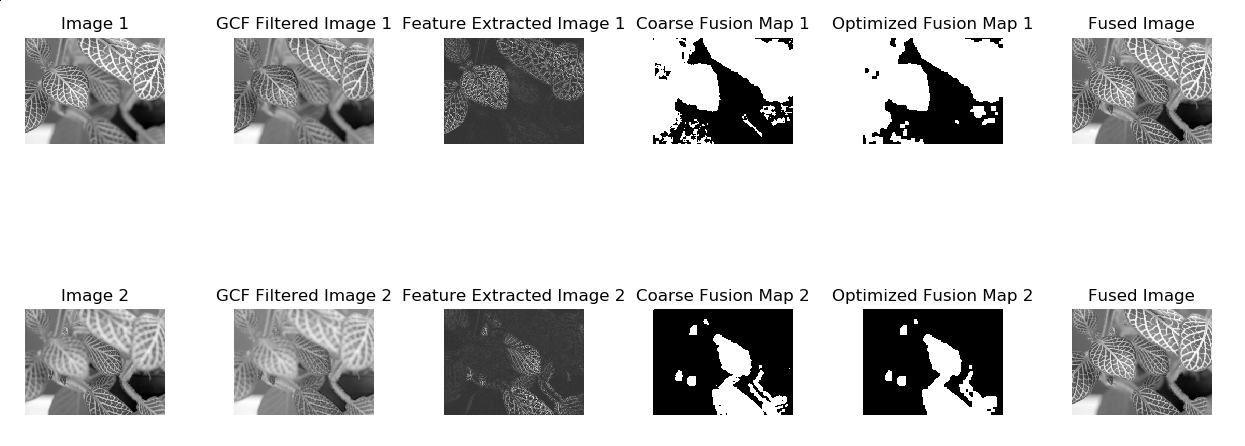 Image 1
GCF Filtered Image 1
Feature Extracted Image 1
Coarse Fusion Map 1
Optimized Fusion Map 1
Fused Image
Image 2
GCF Filtered Image 2
Feature Extracted Image 2
Coarse Fusion Map 2
Optimized Fusion Map 2
Fused Image